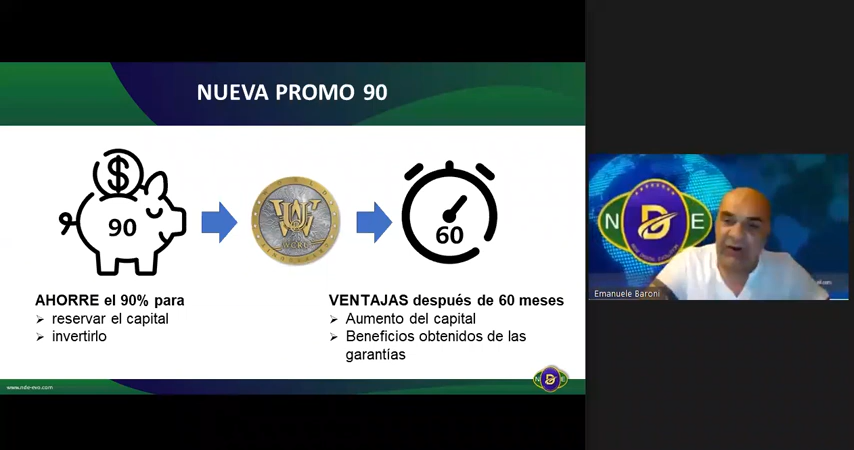 NUEVA PROMO 90
90
WCRU
60
AHORRE el 90% para
reservar el capital
invertirlo
VENTAJAS después de 60 meses
Aumento del capital
Beneficios obtenidos de las
garantías
www.nde-evo.com
N D E
N D E
Emanuele Baroni